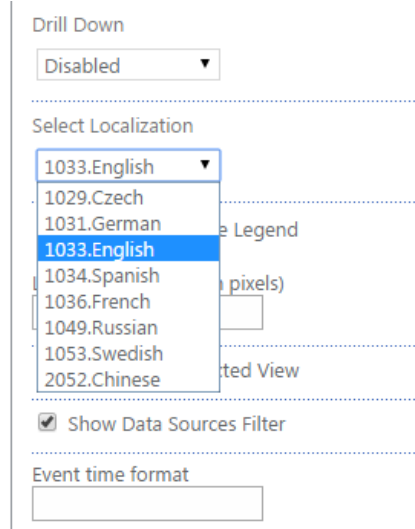 Drill Down
Disabled
Select Localization
1033.English
1029.Czech
1031.German
1033.English
e Legend
1034.Spanish
pixels)
1036.French
1049.Russian
1053.Swedish
cted View
2052.Chinese
Show Data Sources Filter
Event time format